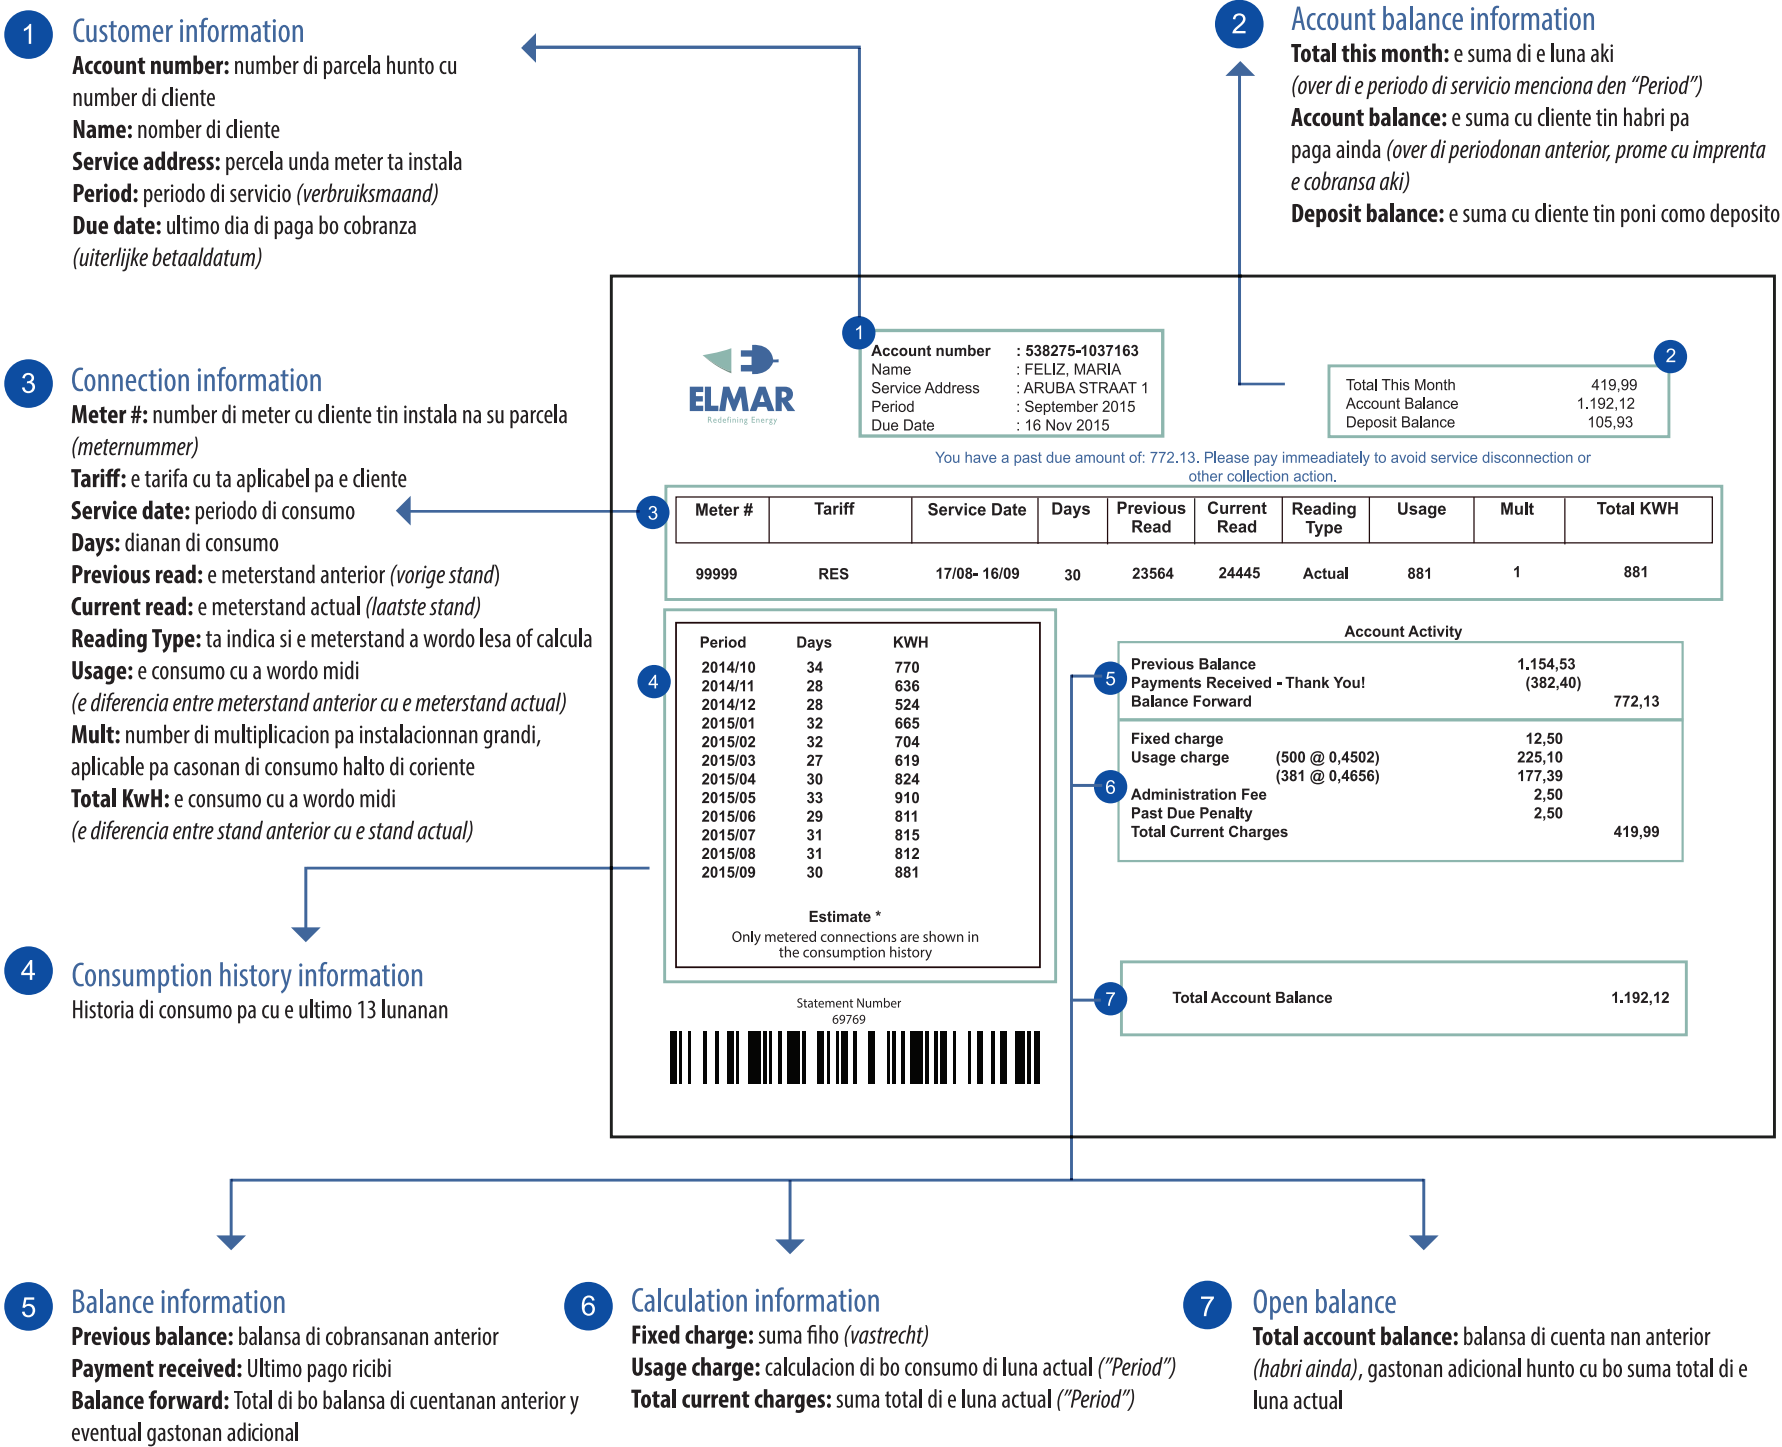 1 Customer information
Account number: number di parcela hunto cu
number di cliente
Name: nomber di cliente
Service address: percela unda meter ta instala
Period: periodo di servicio (verbruiksmaand)
Due date: ultimo dia di paga bo cobranza
(uiterlijke betaaldatum)
2 Account balance information
Total this month: e suma di e luna aki
(over di e periodo di servicio menciona den “Period”)
Account balance: e suma cu cliente tin habri pa
paga ainda (over di periodonan anterior, prome cu imprenta
e cobransa aki)
Deposit balance: e suma cu cliente tin poni como deposito
3 Connection information
Meter #: number di meter cu cliente tin instala na su parcela
(meternummer)
Tariff: e tarifa cu ta aplicabel pa e cliente
Service date: periodo di consumo
Days: dianan di consumo
Previous read: e meterstand anterior (vorige stand)
Current read: e meterstand actual (laatste stand)
Reading Type: ta indica si e meterstand a wordo lesa of calcula
Usage: e consumo cu a wordo midi
(e diferencia entre meterstand anterior cu e meterstand actual)
Mult: number di multiplicacion pa instalacionnan grandi,
aplicable pa casonan di consumo halto di coriente
Total KwH: e consumo cu a wordo midi
(e diferencia entre stand anterior cu e stand actual)
4 Consumption history information
Historia di consumo pa cu e ultimo 13 lunanan
ELMAR
Redefining Energy
1
Account number : 538275-1037163
Name : FELIZ, MARIA
Service Address : ARUBA STRAAT 1
Period : September 2015
Due Date : 16 Nov 2015
2
Total This Month 419,99
Account Balance 1.192,12
Deposit Balance 105,93
You have a past due amount of: 772.13. Please pay immeadiately to avoid service disconnection or
other collection action.
3
Meter # Tariff Service Date Days Previous Read Current Read Reading Type Usage Mult Total KWH
99999 RES 17/08- 16/09 30 23564 24445 Actual 881 1 881
4
Period Days KWH
2014/10 34 770
2014/11 28 636
2014/12 28 524
2015/01 32 665
2015/02 32 704
2015/03 27 619
2015/04 30 824
2015/05 33 910
2015/06 29 811
2015/07 31 815
2015/08 31 812
2015/09 30 881
Estimate *
Only metered connections are shown in
the consumption history
Statement Number
69769
Account Activity
5
Previous Balance 1.154,53
Payments Received - Thank You! (382,40)
Balance Forward 772,13
6
Fixed charge 12,50
Usage charge (500 @ 0,4502) 225,10
(381 @ 0,4656) 177,39
Administration Fee 2,50
Past Due Penalty 2,50
Total Current Charges 419,99
7
Total Account Balance 1.192,12
5 Balance information
Previous balance: balansa di cobransanan anterior
Payment received: Ultimo pago ricibi
Balance forward: Total di bo balansa di cuentanan anterior y
eventual gastonan adicional
6 Calculation information
Fixed charge: suma fiho (vastrecht)
Usage charge: calculacion di bo consumo di luna actual (”Period”)
Total current charges: suma total di e luna actual (”Period”)
7 Open balance
Total account balance: balansa di cuenta nan anterior
(habri ainda), gastonan adicional hunto cu bo suma total di e
luna actual